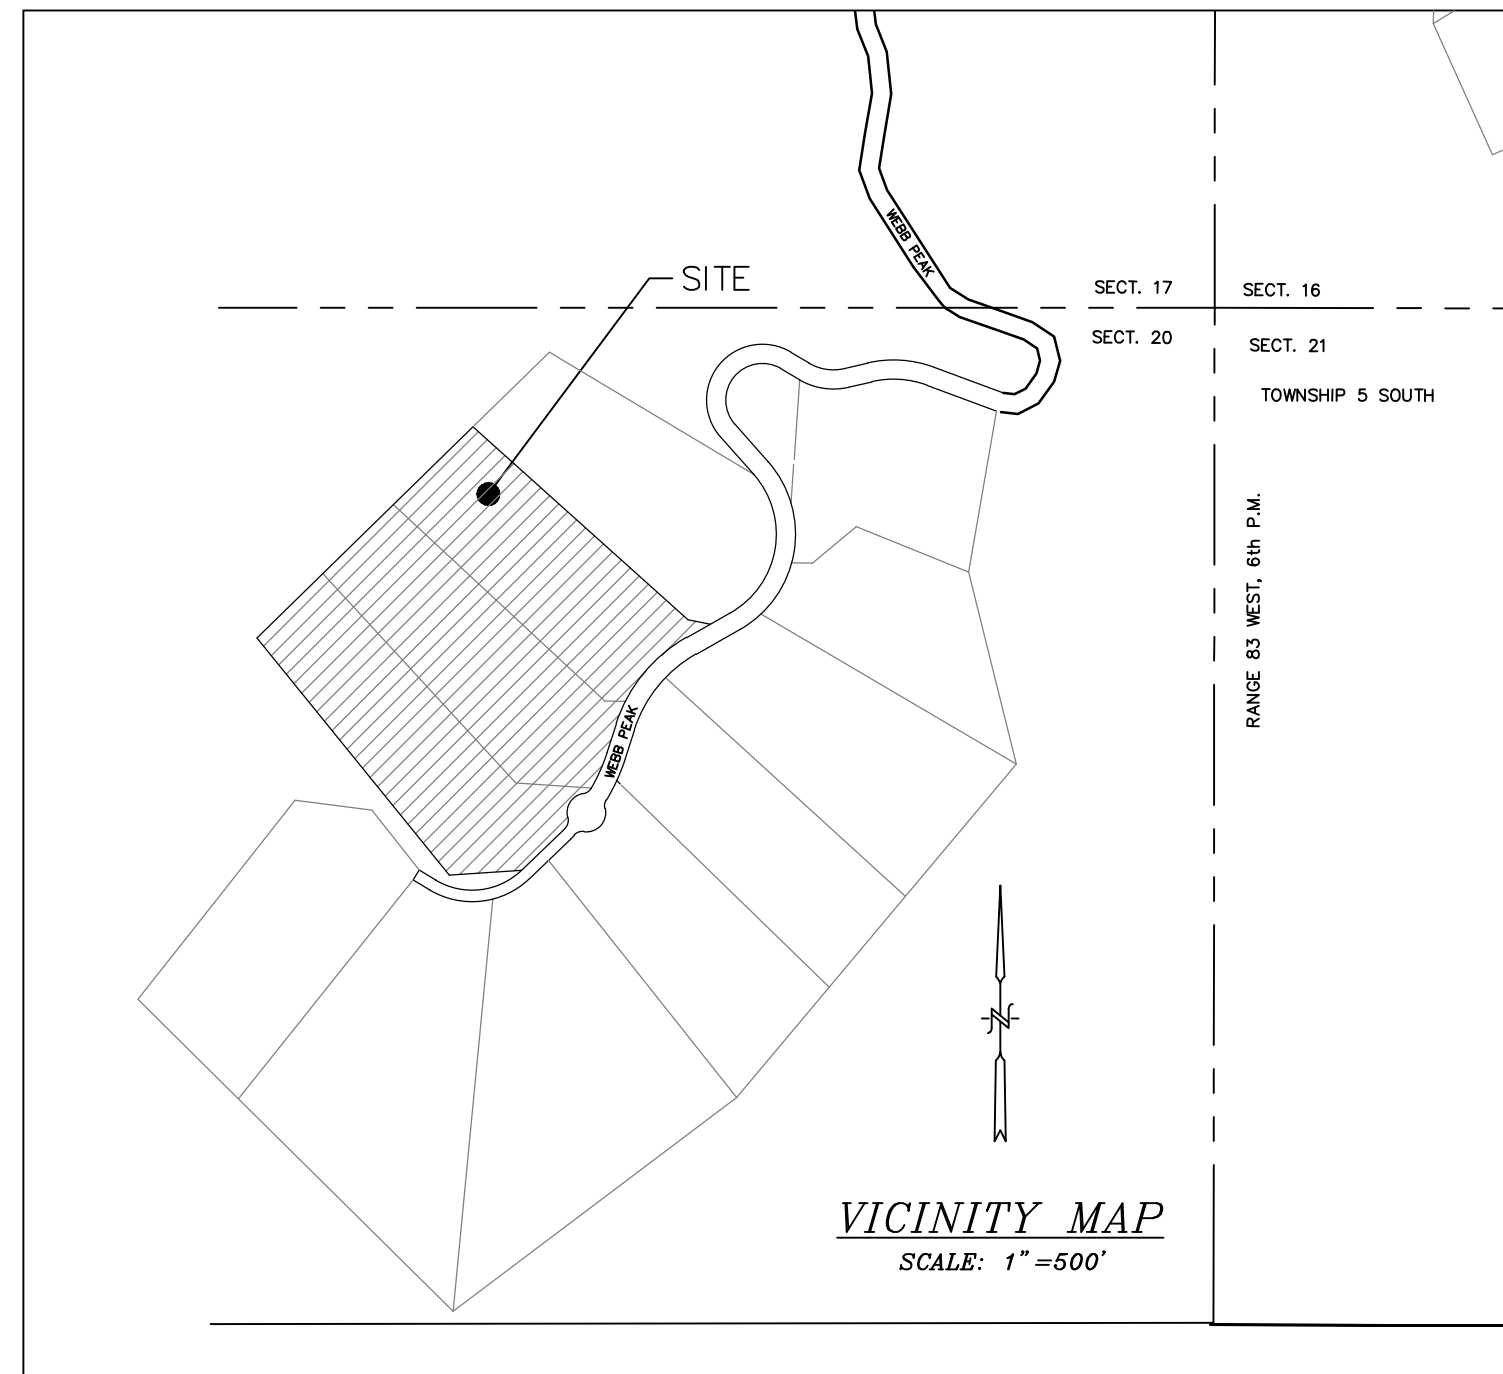 WEBB PEAK
SITE
SECT. 17
SECT. 16
SECT. 20
SECT. 21
TOWNSHIP 5 SOUTH
RANGE 83 WEST, 6th P.M.
WEBB PEAK
N
VICINITY MAP
SCALE: 1"=500'